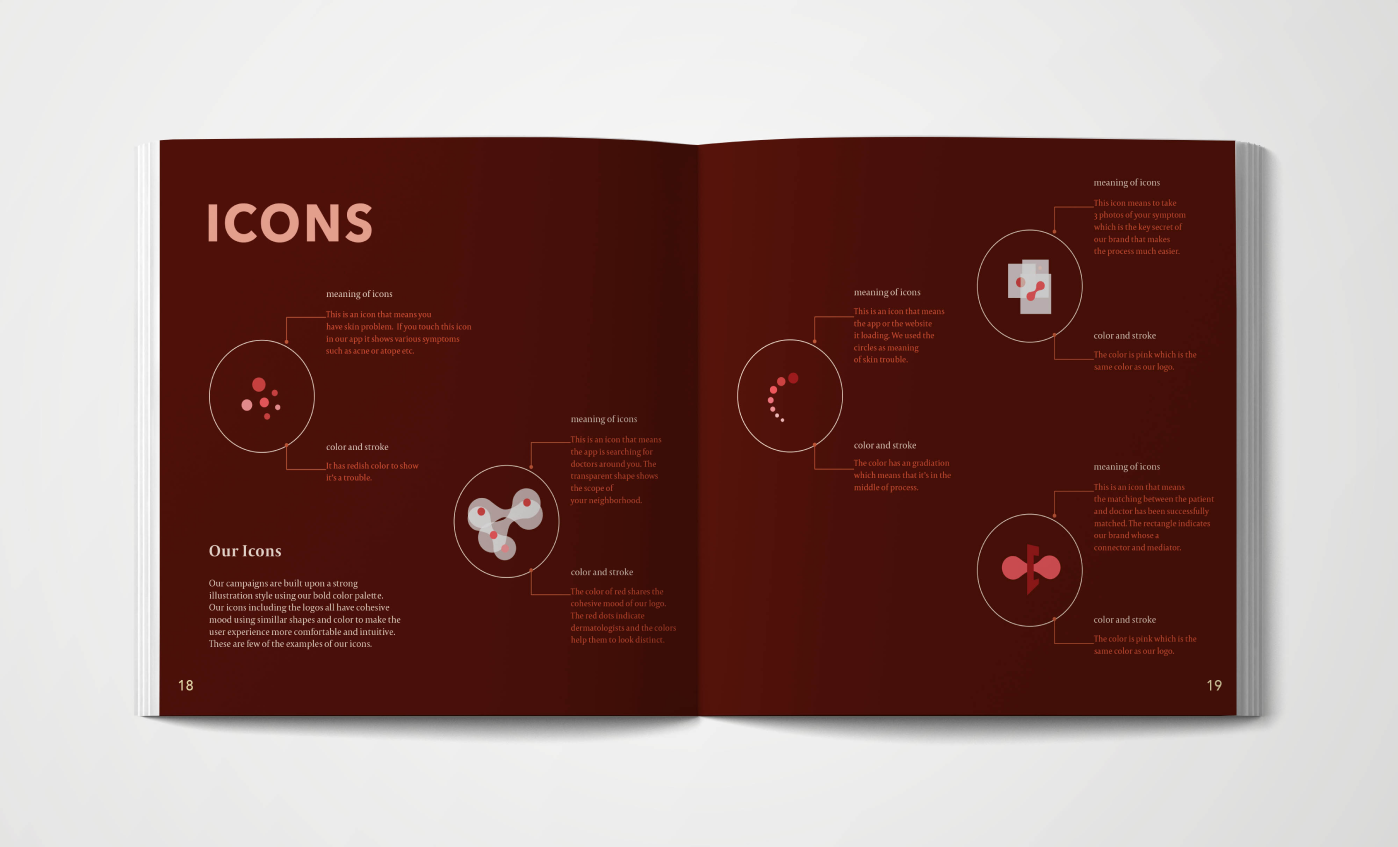 ICONS
meaning of icons
This is an icon that means you
have skin problem. If you touch this icon
in our app it shows various symptoms
such as acne or atope etc.
color and stroke
It has redish color to show
it's a trouble.
Our Icons
Our campaigns are built upon a strong
illustration style using our bold color palette.
Our icons including the logos all have cohesive
mood using simillar shapes and color to make the
user experience more comfortable and intuitive.
These are few of the examples of our icons.
meaning of icons
This is an icon that means
the app is searching for
doctors around you. The
transparent shape shows
the scope of
your neighborhood.
color and stroke
The color of red shares the
cohesive mood of our logo.
The red dots indicate
dermatologists and the colors
help them to look distinct.
18
meaning of icons
This is an icon that means
the app or the website
it loading. We used the
circles as meaning
of skin trouble.
color and stroke
The color has an gradiation
which means that it's in the
middle of process.
meaning of icons
This icon means to take
3 photos of your symptom
which is the key secret of
our brand that makes
the process much easier.
color and stroke
The color is pink which is the
same color as our logo.
meaning of icons
This is an icon that means
the matching between the patient
and doctor has been successfully
matched. The rectangle indicates
our brand whose a
connector and mediator.
color and stroke
The color is pink which is the
same color as our logo.
19